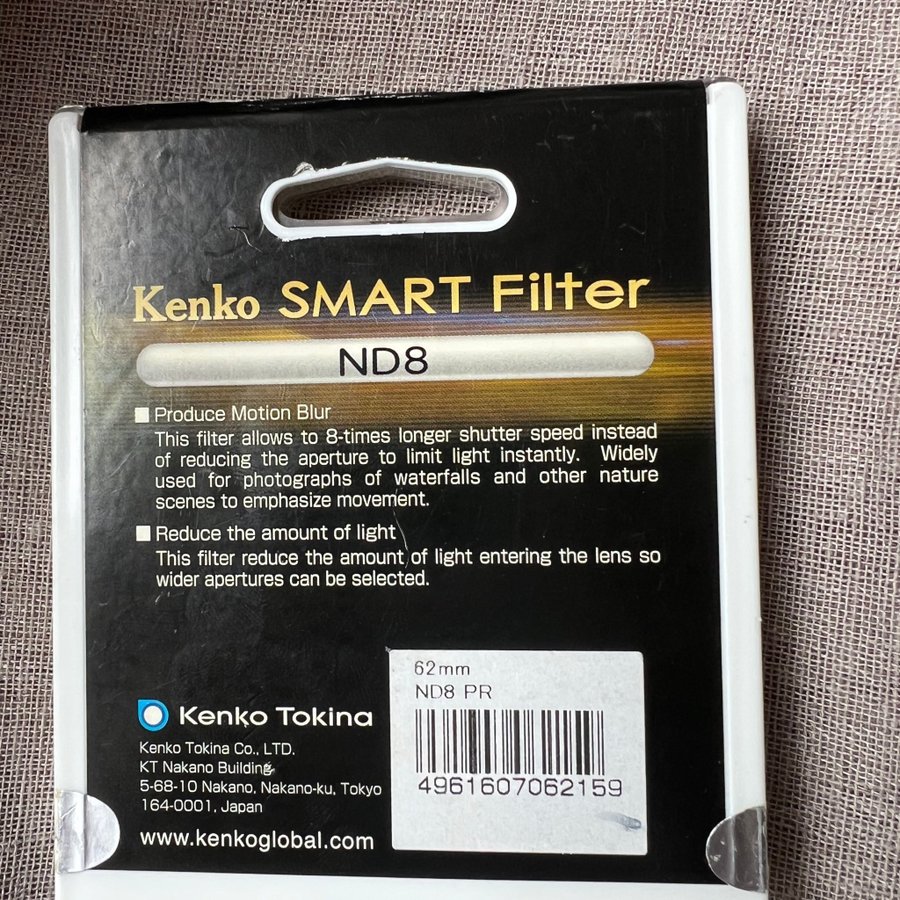 Kenko SMART Filter
ND8
Produce Motion Blur
This filter allows to 8-times longer shutter speed instead
of reducing the aperture to limit light instantly. Widely
used for photographs of waterfalls and other nature
scenes to emphasize movement.
Reduce the amount of light
This filter reduce the amount of light entering the lens so
wider apertures can be selected.
62mm
ND8 PR
4961607062159
Kenko Tokina
Kenko Tokina Co., LTD.
KT Nakano Building
5-68-10 Nakano, Nakano-ku, Tokyo
164-0001, Japan
www.kenkoglobal.com